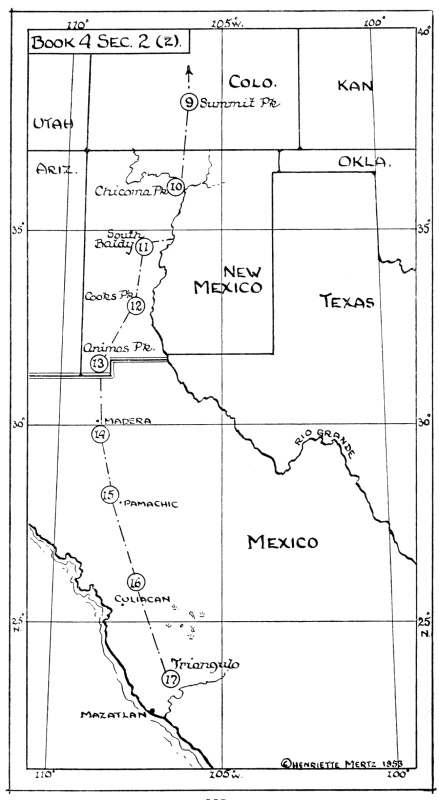 110° 105°W. 100°
40°
BOOK 4 SEC. 2 (Z).
COLO. KAN
9 Summit Pk.
UTAH
ARIZ. OKLA.
Chicoma Pk. 10
35° 35°
South
Baldy 11
NEW
MEXICO
TEXAS
Cooks Pk. 12
Animas Pk.
13
30° 30°
MADERA
14
RIO GRANDE
15
PAMACHIC
MEXICO
16
CULIACAN
25° 25°
N. N.
Triangulo
17
MAZATLAN
© HENRIETTE MERTZ 1953
110° 105°W. 100°